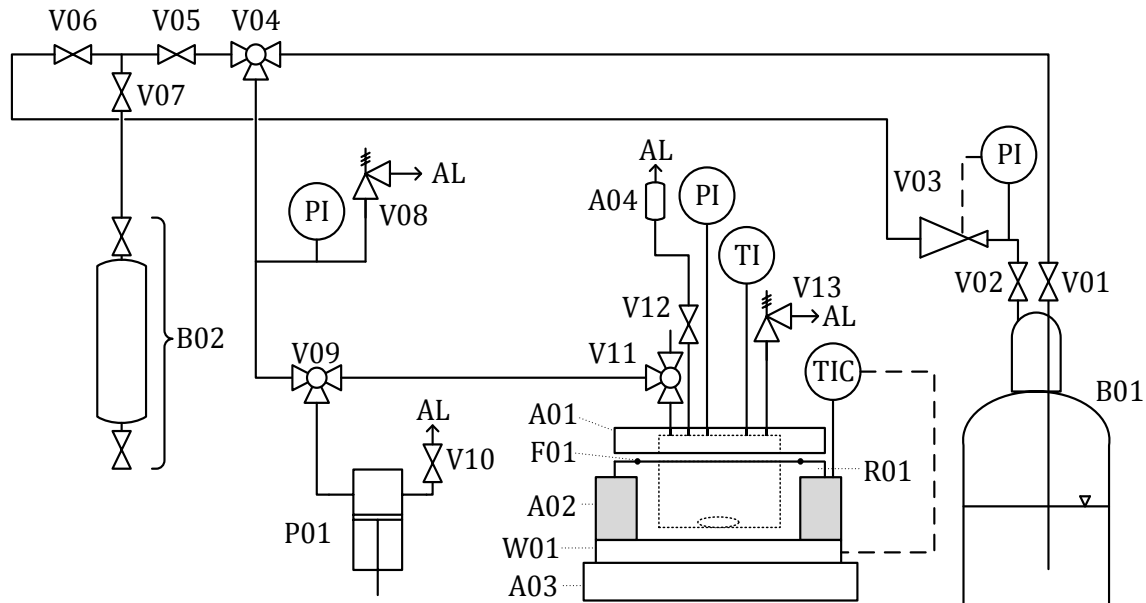 V06
V05
V04
V07
AL
PI
V08
AL
A04
PI
TI
V03
PI
V02
V01
V12
V13
AL
B02
V09
V11
TIC
B01
AL
V10
A01
F01
R01
A02
P01
W01
A03